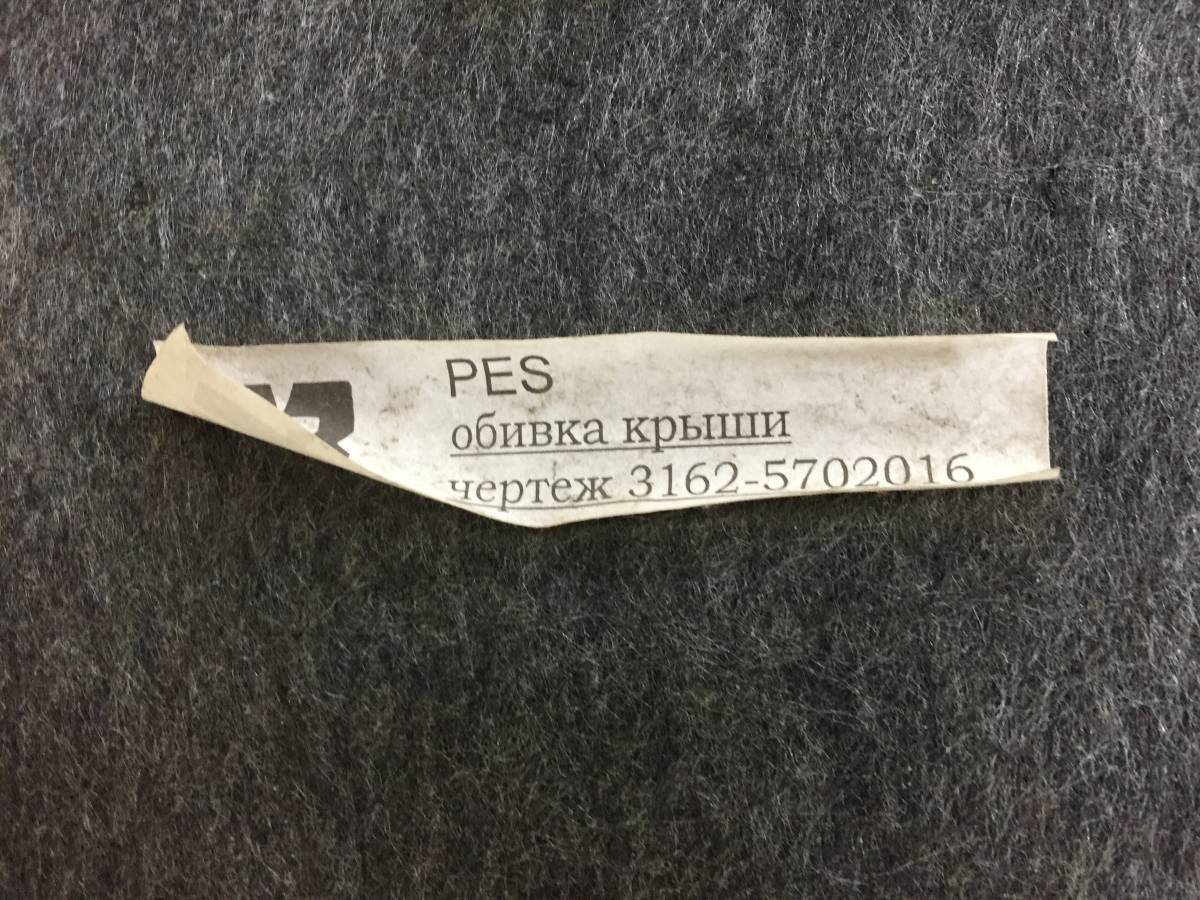 PES
обивка крыши
чертеж 3162-5702016